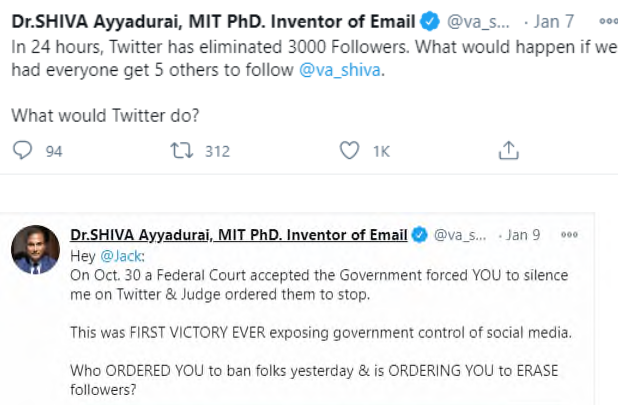 Dr.SHIVA Ayyadurai, MIT PhD. Inventor of Email @va_s... · Jan 7
In 24 hours, Twitter has eliminated 3000 Followers. What would happen if we
had everyone get 5 others to follow @va_shiva.
What would Twitter do?
94 312 1K
Dr.SHIVA Ayyadurai, MIT PhD. Inventor of Email @va_s... · Jan 9
Hey @Jack:
On Oct. 30 a Federal Court accepted the Government forced YOU to silence
me on Twitter & Judge ordered them to stop.
This was FIRST VICTORY EVER exposing government control of social media.
Who ORDERED YOU to ban folks yesterday & is ORDERING YOU to ERASE
followers?